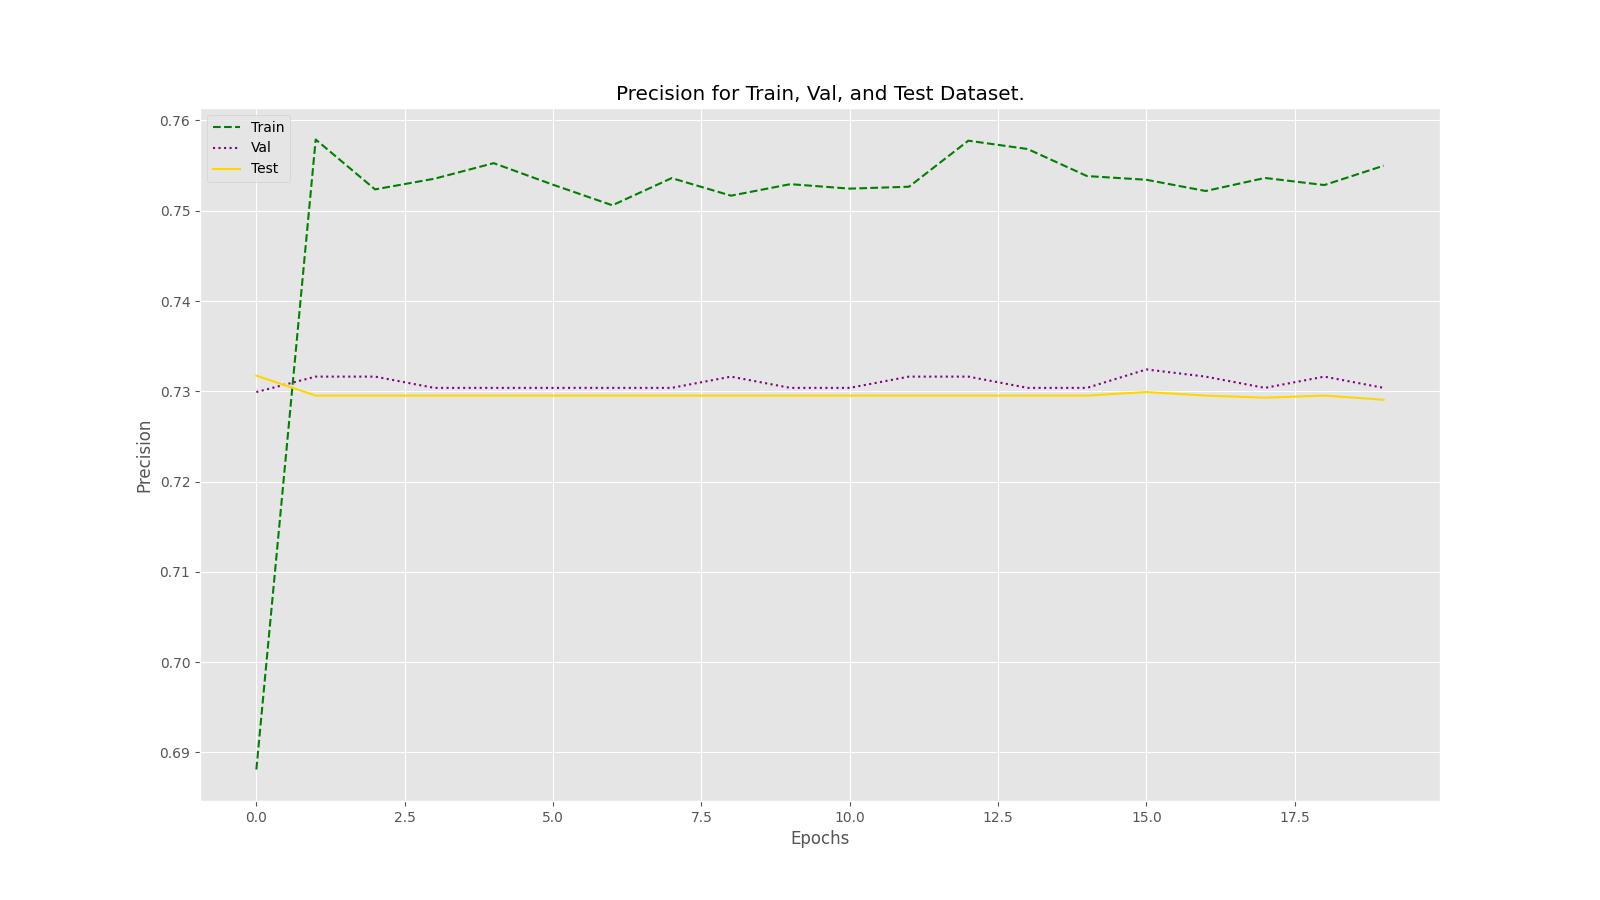 Precision for Train, Val, and Test Dataset.
Train
Val
Test
0.76
0.75
0.74
0.73
0.72
0.71
0.70
0.69
Precision
0.0 2.5 5.0 7.5 10.0 12.5 15.0 17.5
Epochs